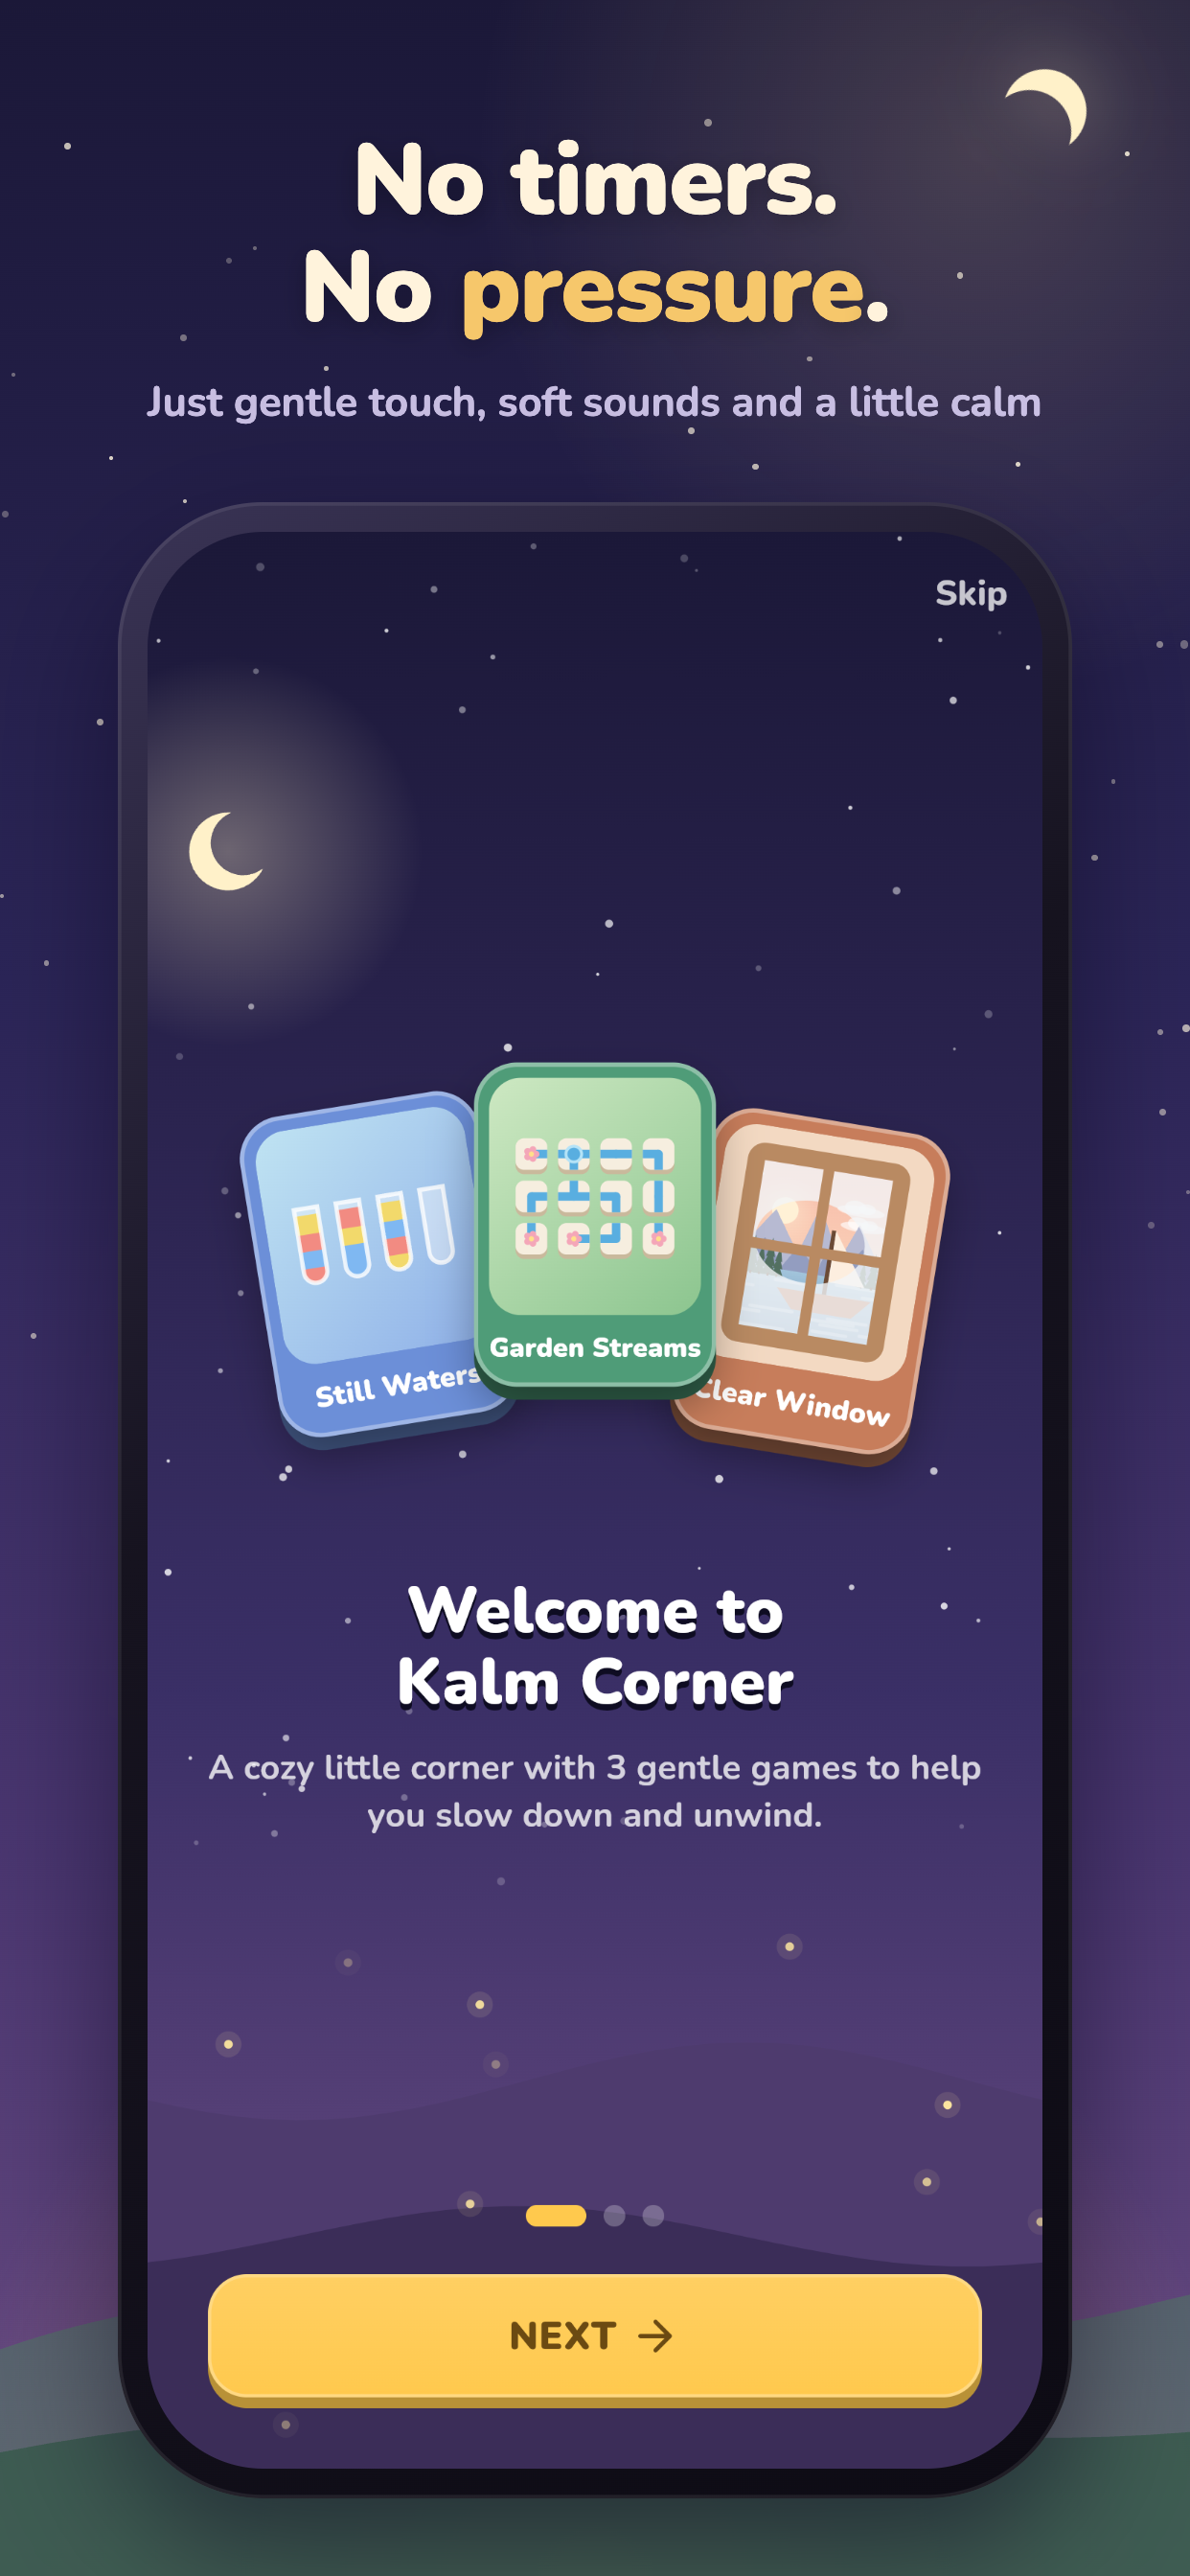 No timers.
No pressure.
Just gentle touch, soft sounds and a little calm
Skip
Still Waters
Garden Streams
Clear Window
Welcome to
Kalm Corner
A cozy little corner with 3 gentle games to help
you slow down and unwind.
NEXT →